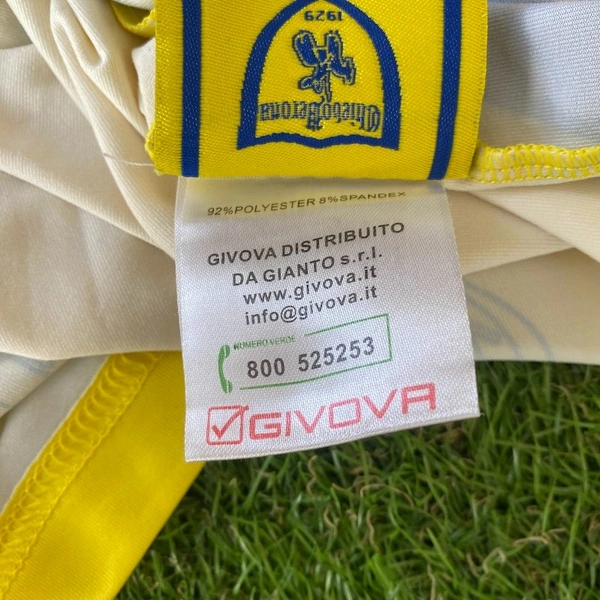 1929
ChievoVerona
92%POLYESTER 8%SPANDEX
GIVOVA DISTRIBUITO
DA GIANTO s.r.l.
www.givova.it
info@givova.it
NUMERO VERDE
800 525253
GIVOVA